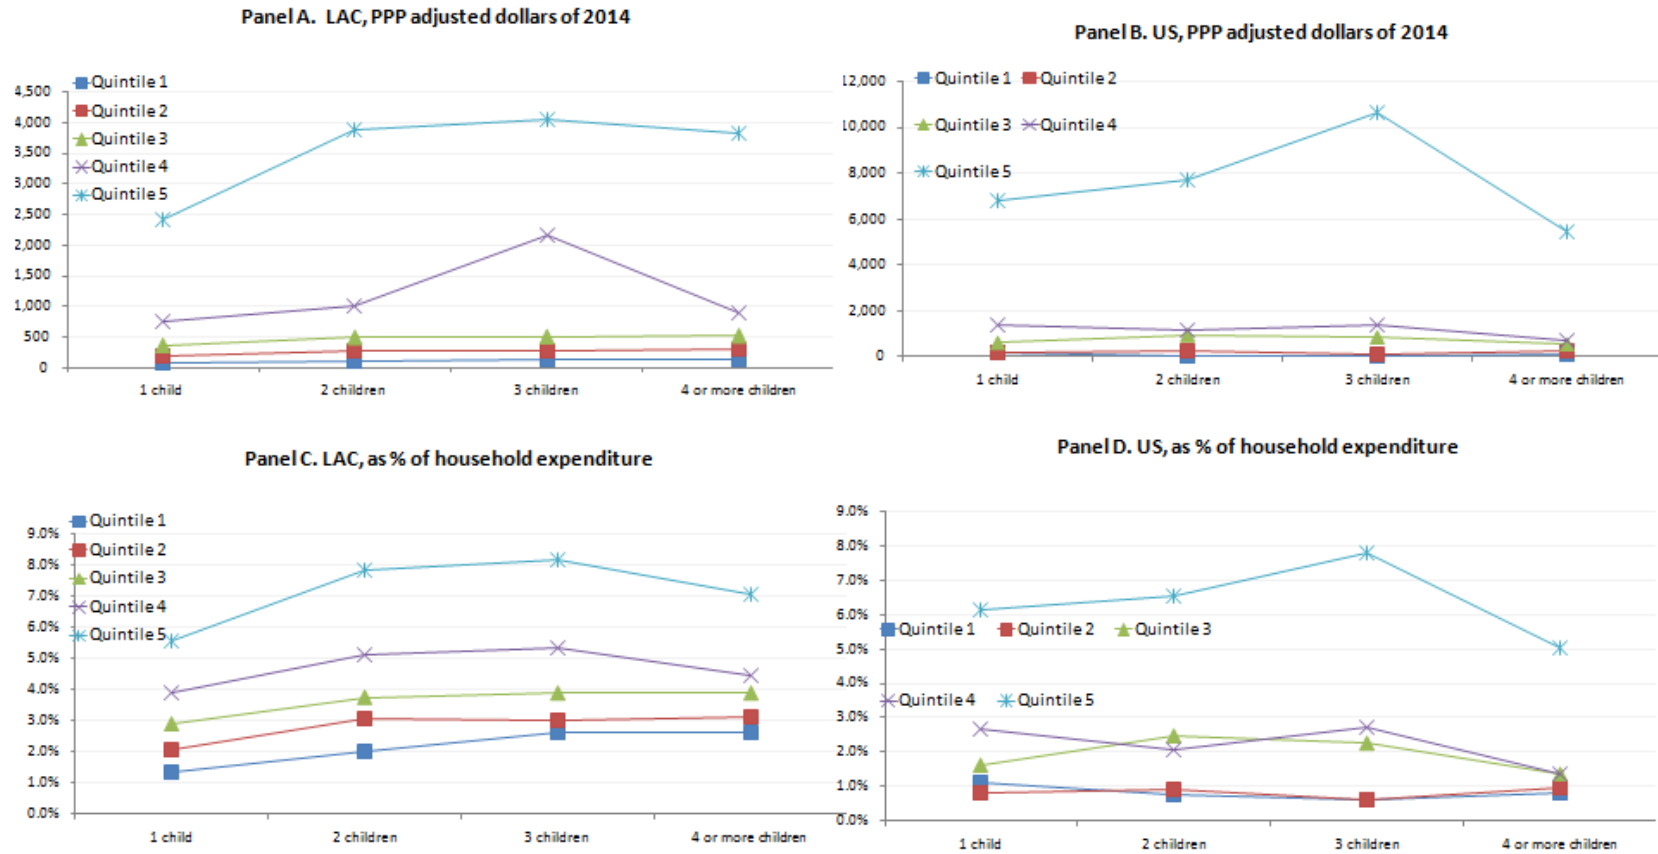 Panel A. LAC, PPP adjusted dollars of 2014
Quintile 1
Quintile 2
Quintile 3
Quintile 4
Quintile 5
4,500
4,000
3,500
3,000
2,500
2,000
1,500
1,000
500
0
1 child
2 children
3 children
4 or more children
Panel B. US, PPP adjusted dollars of 2014
Quintile 1 Quintile 2
Quintile 3 Quintile 4
Quintile 5
12,000
10,000
8,000
6,000
4,000
2,000
0
1 child
2 children
3 children
4 or more children
Panel C. LAC, as % of household expenditure
Quintile 1
Quintile 2
Quintile 3
Quintile 4
Quintile 5
9.0%
8.0%
7.0%
6.0%
5.0%
4.0%
3.0%
2.0%
1.0%
0.0%
1 child
2 children
3 children
4 or more children
Panel D. US, as % of household expenditure
9.0%
8.0%
7.0%
6.0%
5.0%
4.0%
3.0%
2.0%
1.0%
0.0%
Quintile 1 Quintile 2 Quintile 3
Quintile 4 Quintile 5
1 child
2 children
3 children
4 or more children